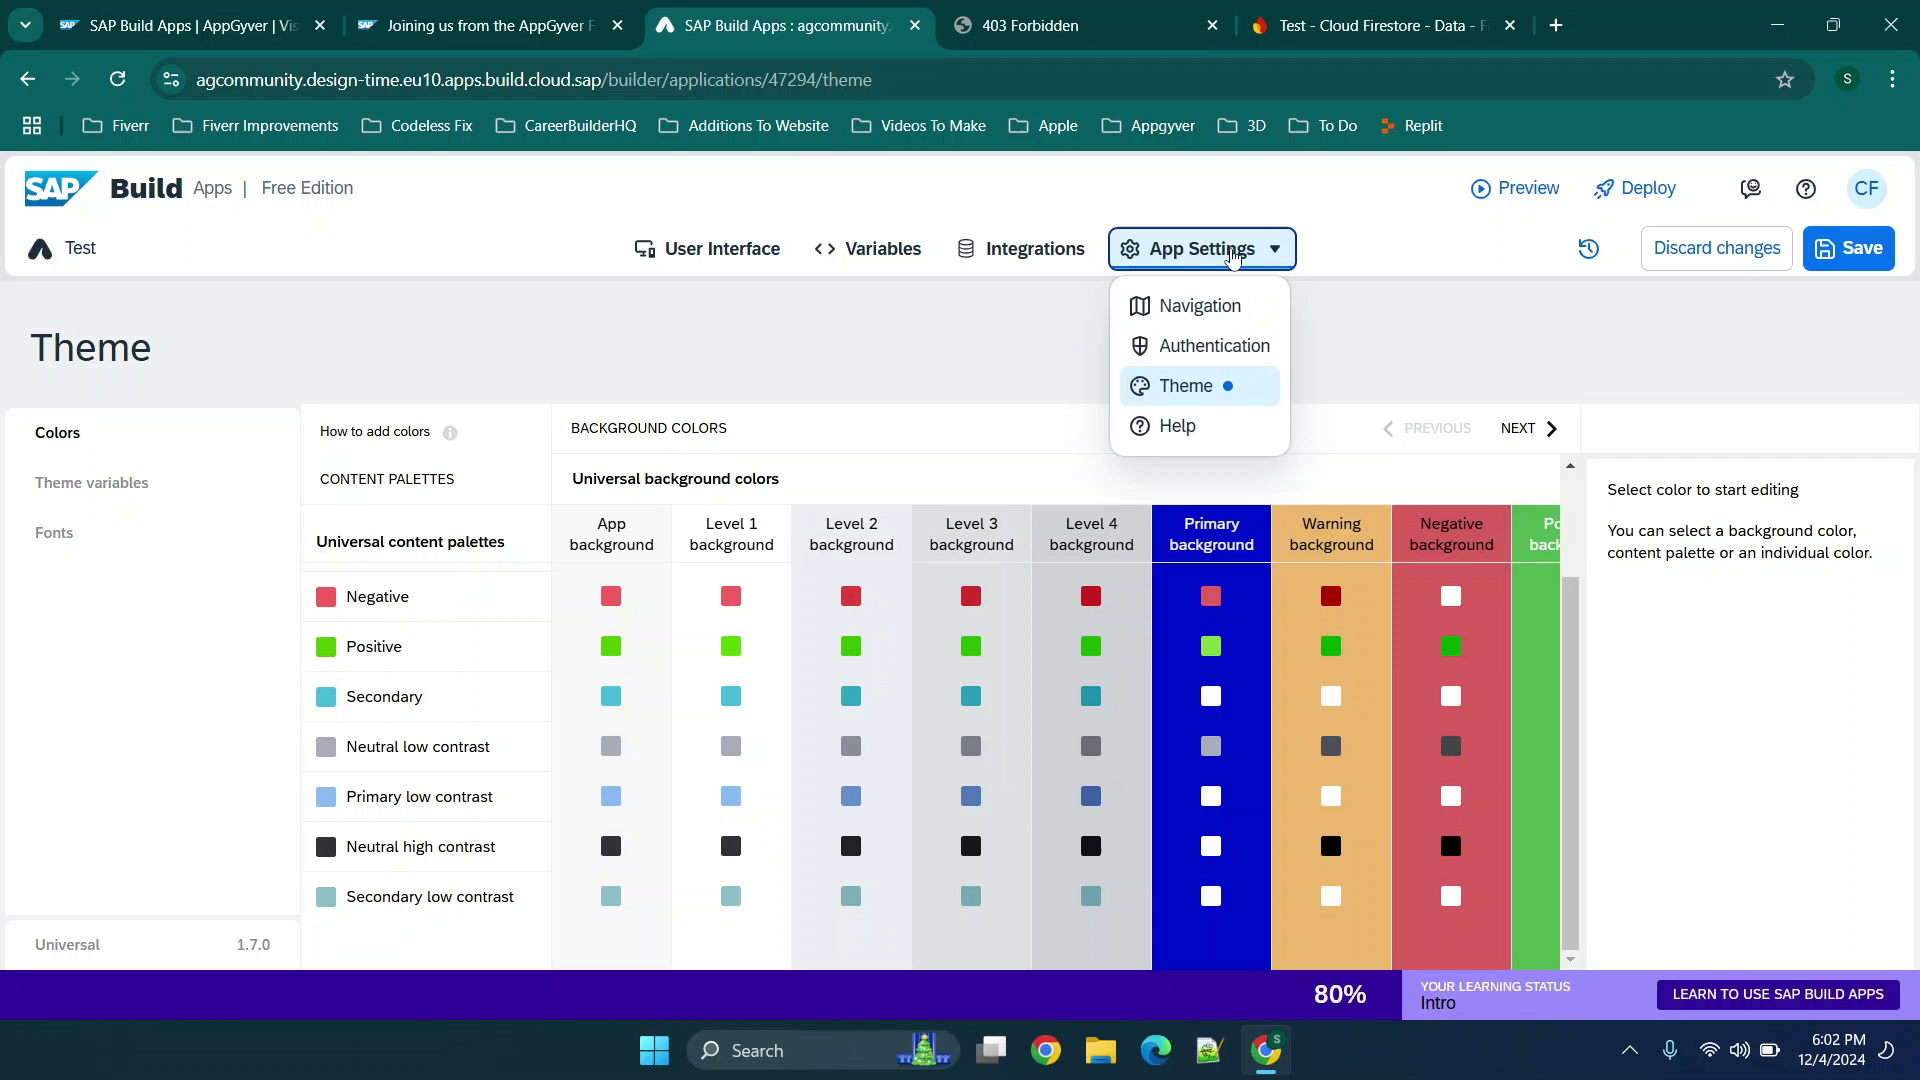 SAP Build Apps | AppGyver | Vis
Joining us from the AppGyver F
SAP Build Apps : agcommunity.
403 Forbidden
Test - Cloud Firestore - Data - F
agcommunity.design-time.eu10.apps.build.cloud.sap/builder/applications/47294/theme
S
Fiverr
Fiverr Improvements
Codeless Fix
CareerBuilderHQ
Additions To Website
Videos To Make
Apple
Appgyver
3D
To Do
Replit
SAP Build Apps | Free Edition
Preview
Deploy
CF
Test
User Interface
Variables
Integrations
App Settings
Discard changes
Save
Navigation
Authentication
Theme
Help
Theme
Colors
Theme variables
Fonts
Universal 1.7.0
How to add colors
CONTENT PALETTES
BACKGROUND COLORS
PREVIOUS
NEXT
Universal background colors
Universal content palettes
App
background
Level 1
background
Level 2
background
Level 3
background
Level 4
background
Primary
background
Warning
background
Negative
background
Po
back
Negative
Positive
Secondary
Neutral low contrast
Primary low contrast
Neutral high contrast
Secondary low contrast
Select color to start editing
You can select a background color,
content palette or an individual color.
80%
YOUR LEARNING STATUS
Intro
LEARN TO USE SAP BUILD APPS
Search
S
6:02 PM
12/4/2024